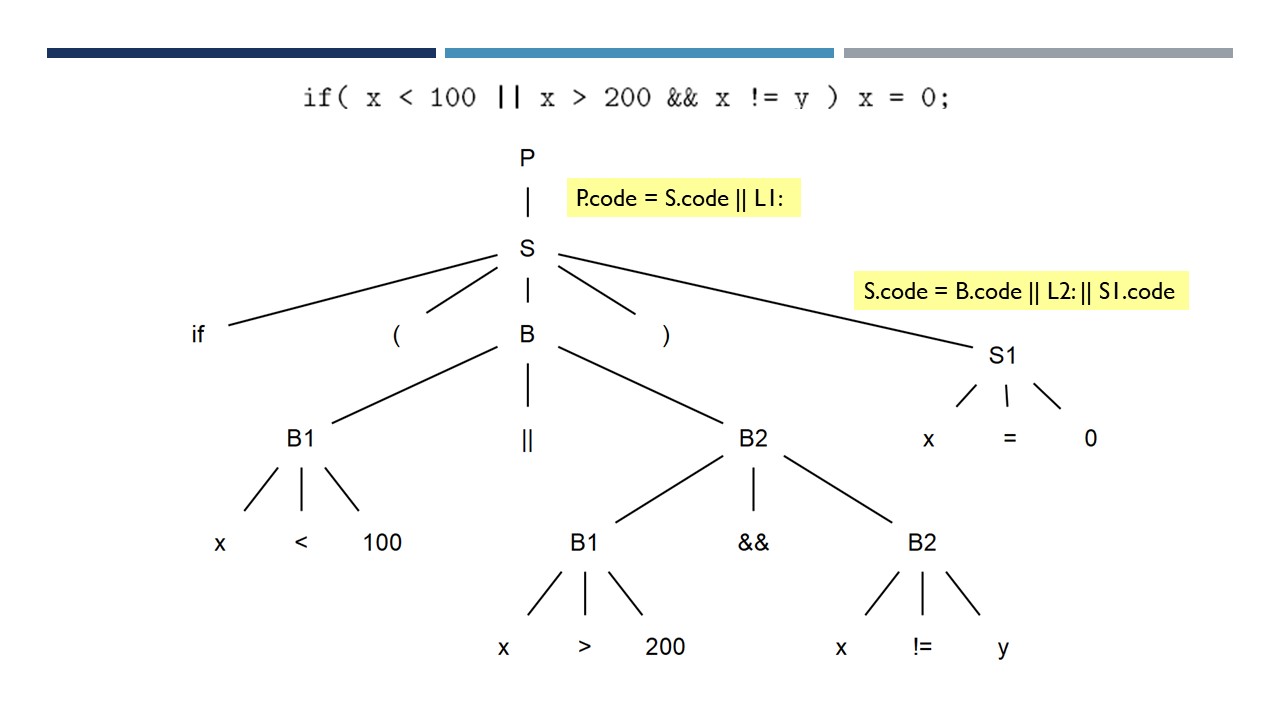 if( x < 100 || x > 200 && x != y ) x = 0;
P
P.code = S.code || L1:
S
S.code = B.code || L2: || S1.code
if ( B )
S1
B1 || B2 x = 0
x < 100 B1 && B2
x > 200 x != y